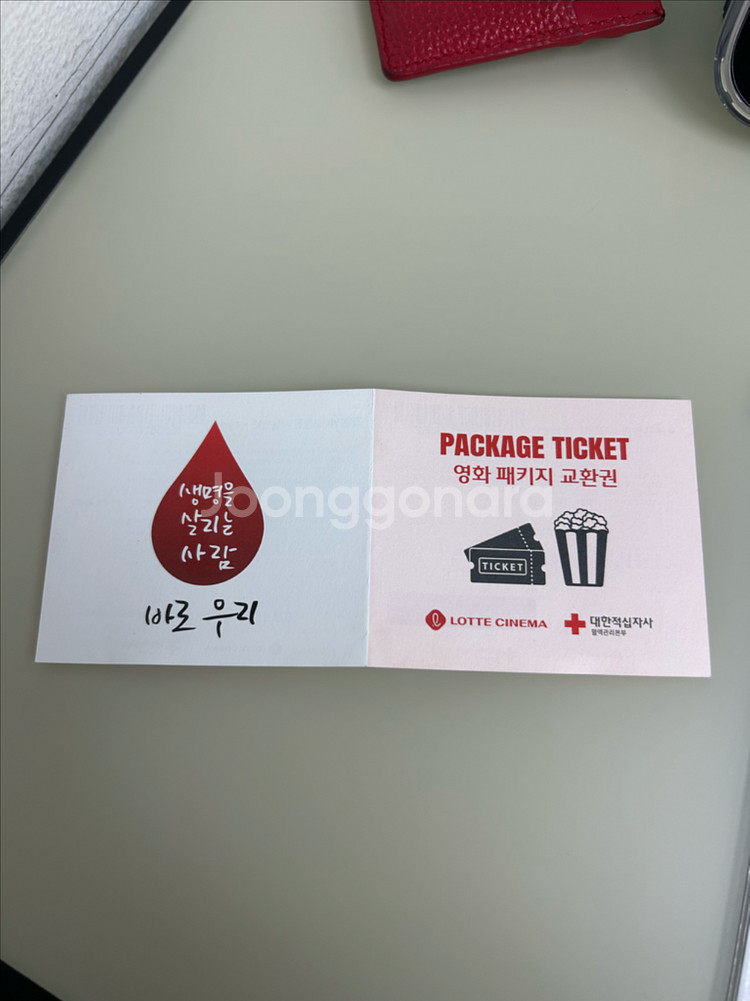 생명을
살리는
사람
바로 우리
PACKAGE TICKET
영화 패키지 교환권
TICKET
LOTTE CINEMA
대한적십자사
혈액관리본부
Joonggonara